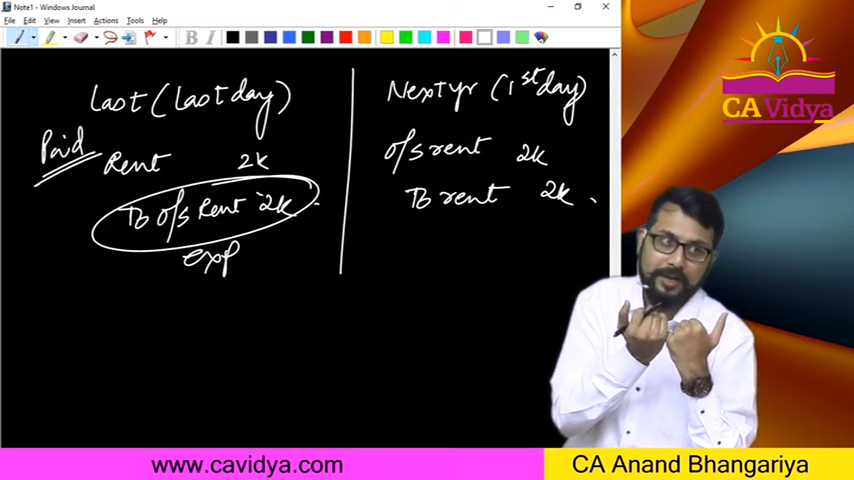 Note1 - Windows Journal
File Edit View Insert Actions Tools Help
B I
Last (last day)
Paid
Rent 2k
To o/s Rent 2k
exp
Next yr (1st day)
o/s rent 2k
To rent 2k
CA Vidya
www.cavidya.com
CA Anand Bhangariya